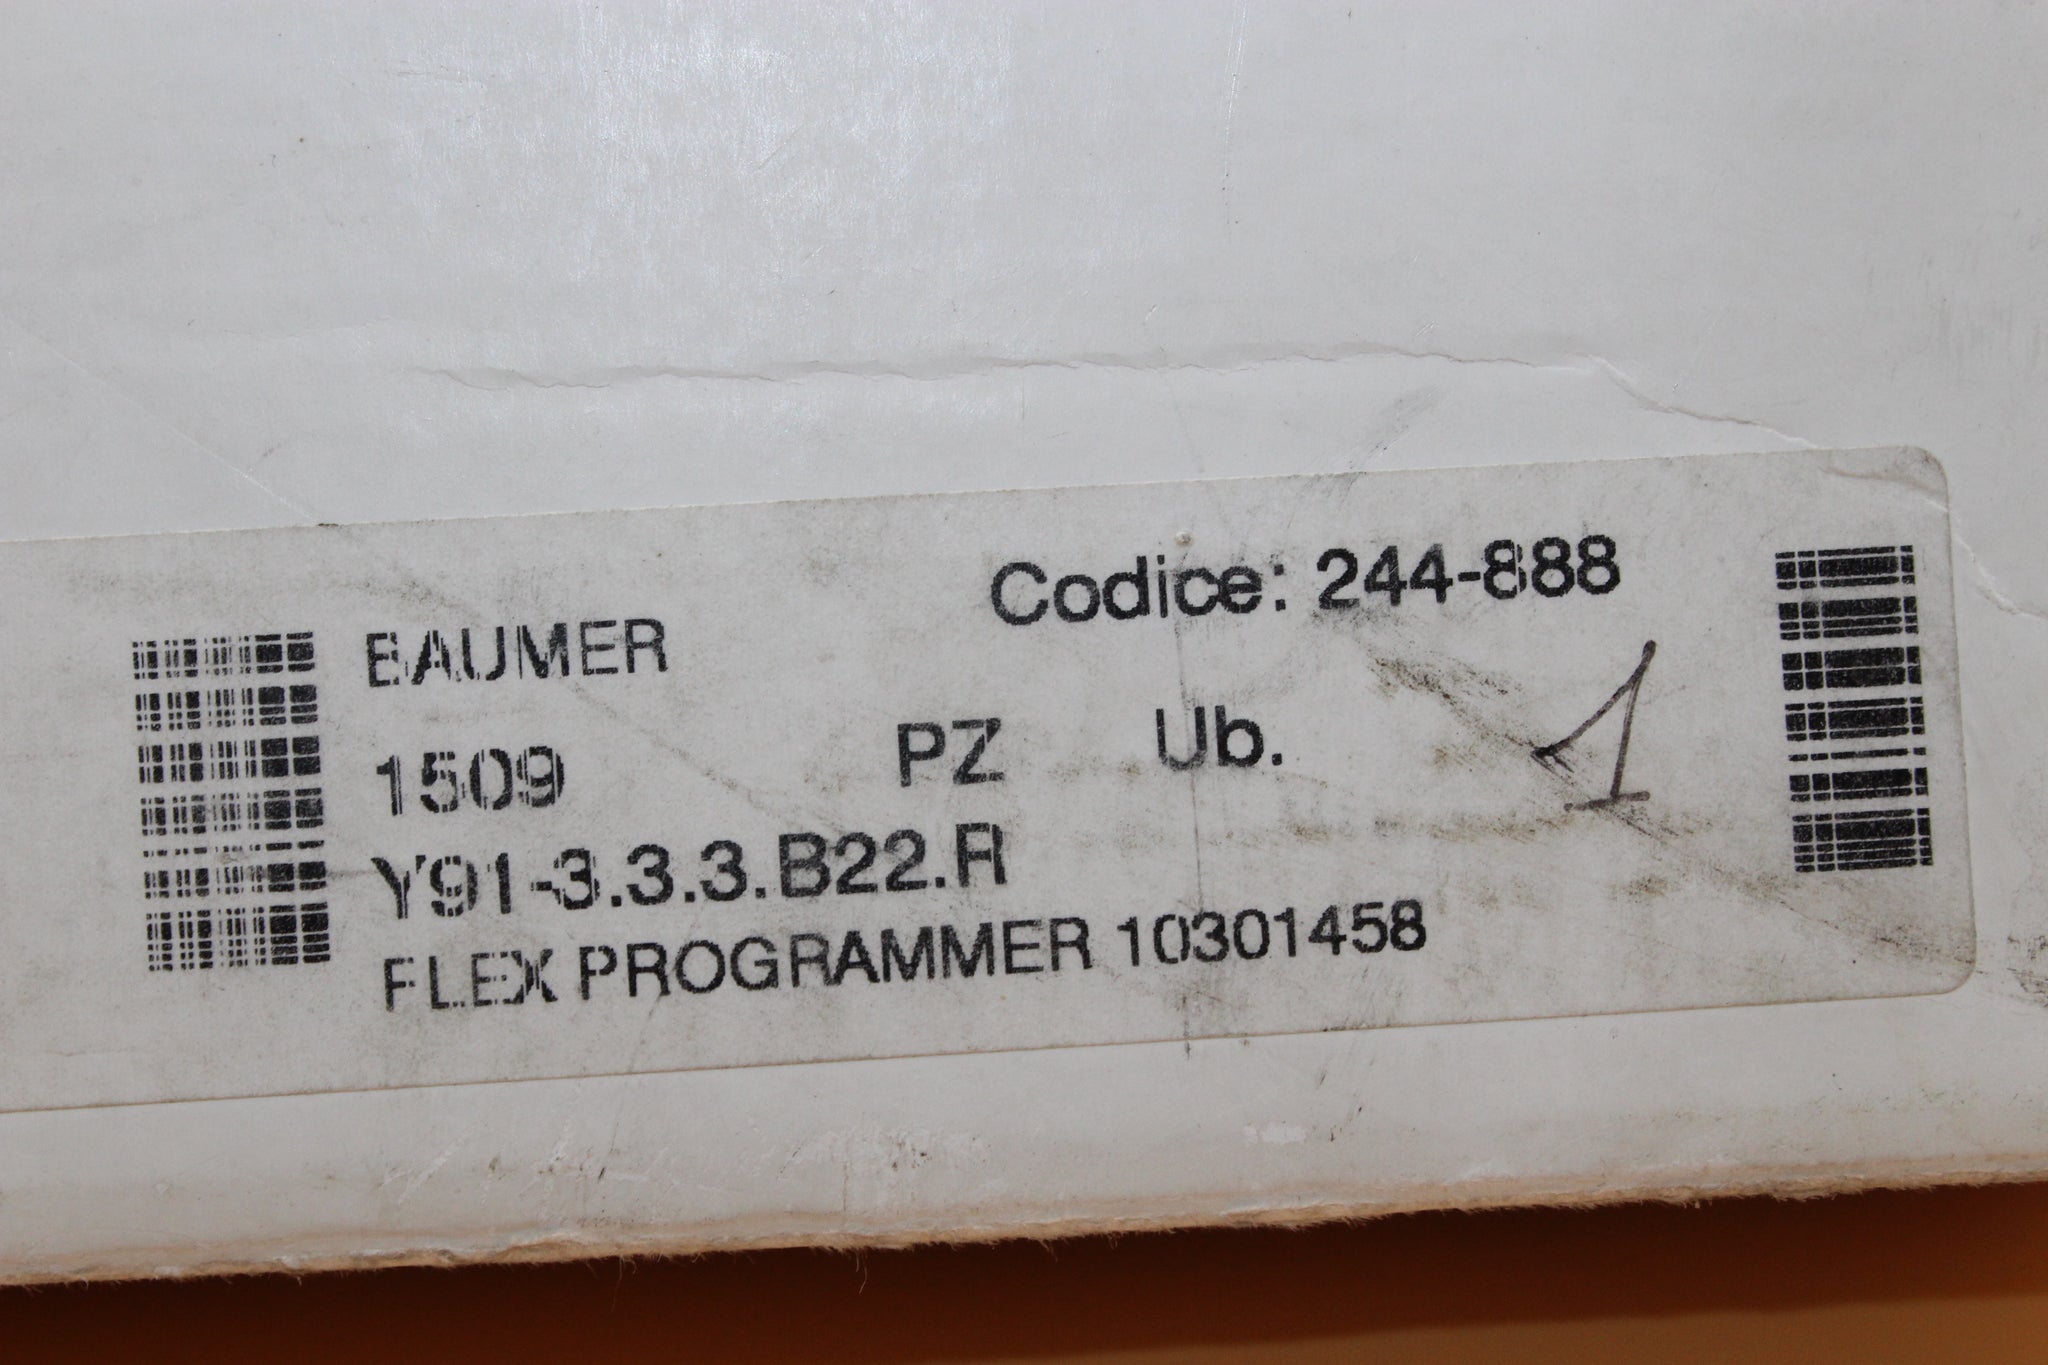 BAUMER Codice: 244-888
1509 PZ Ub. 1
Y91-3.3.3.B22.R
FLEX PROGRAMMER 10301458